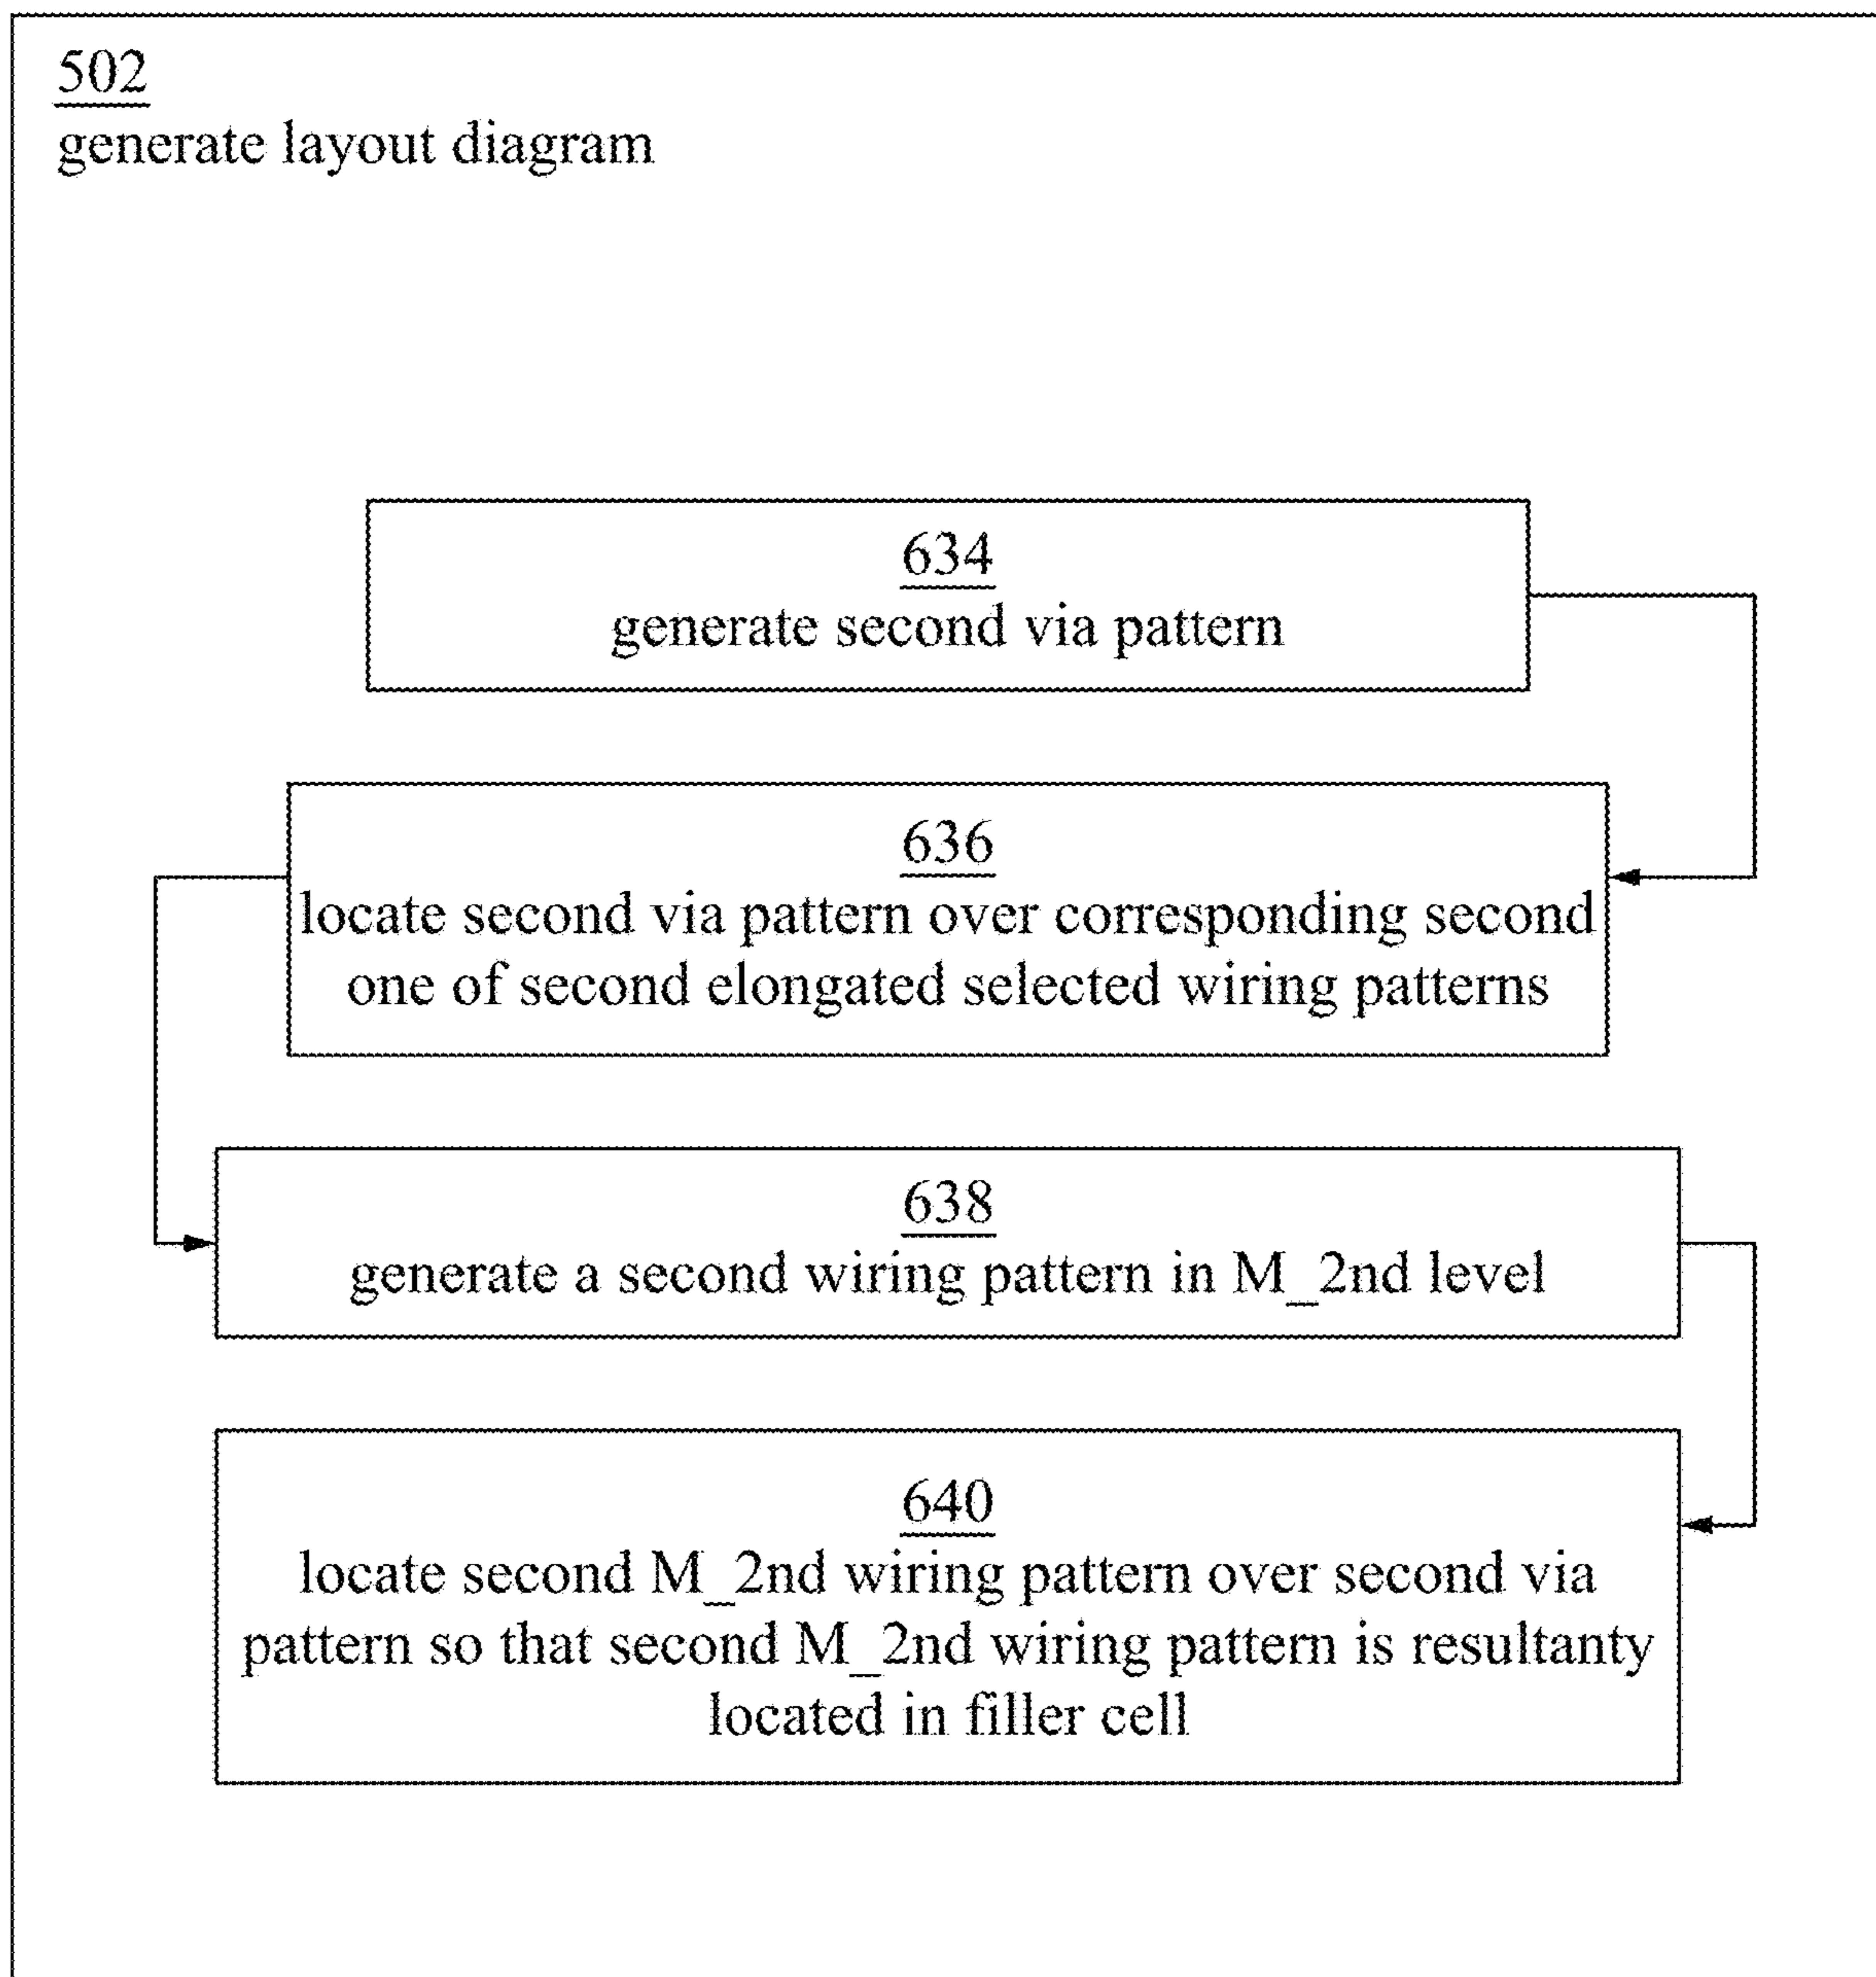 502
generate layout diagram
634
generate second via pattern
636
locate second via pattern over corresponding second
one of second elongated selected wiring patterns
638
generate a second wiring pattern in M_2nd level
640
locate second M_2nd wiring pattern over second via
pattern so that second M_2nd wiring pattern is resultanty
located in filler cell